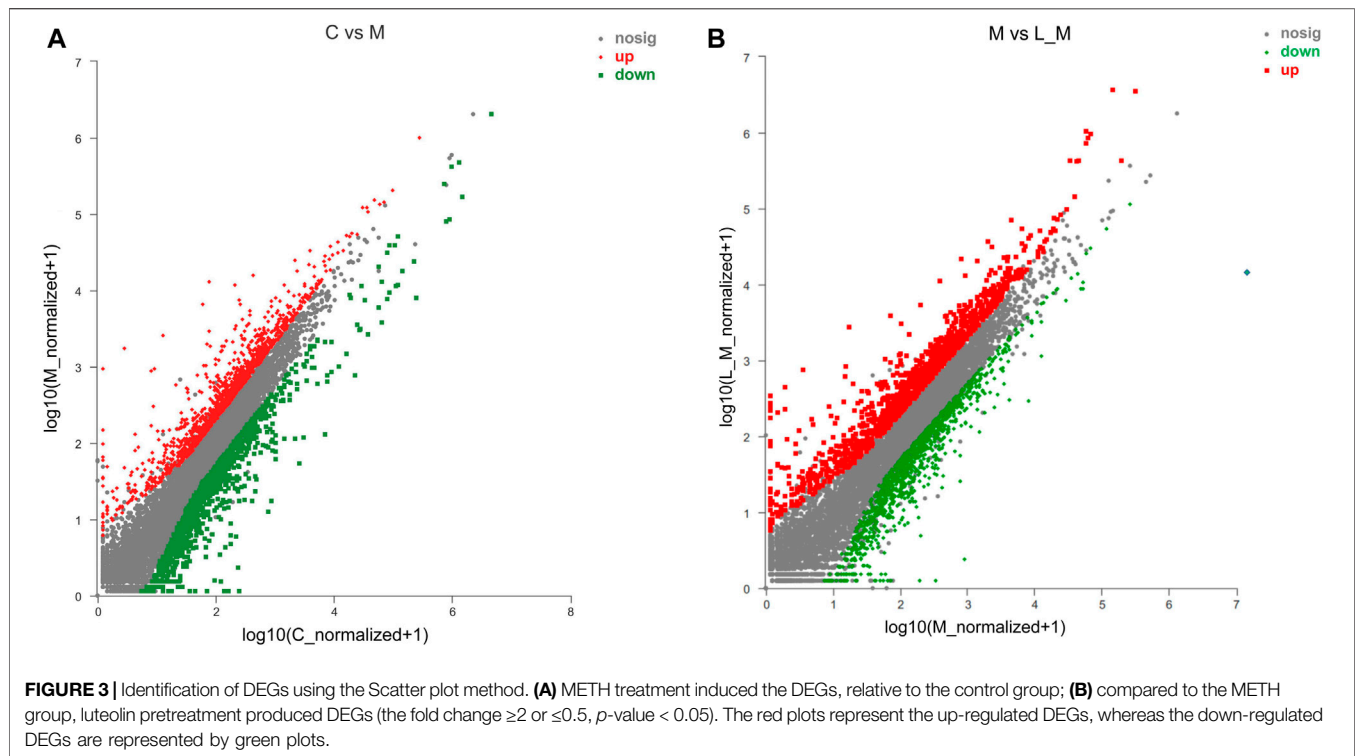 A
C vs M
nosig
up
down
7
6
5
4
3
2
1
0
0
2
4
6
8
log10(M_normalized+1)
log10(C_normalized+1)
B
M vs L_M
nosig
down
up
7
6
5
4
3
2
1
0
0
1
2
3
4
5
6
7
log10(L_M_normalized+1)
log10(M_normalized+1)
FIGURE 3 | Identification of DEGs using the Scatter plot method. (A) METH treatment induced the DEGs, relative to the control group; (B) compared to the METH
group, luteolin pretreatment produced DEGs (the fold change ≥2 or ≤0.5, p-value < 0.05). The red plots represent the up-regulated DEGs, whereas the down-regulated
DEGs are represented by green plots.